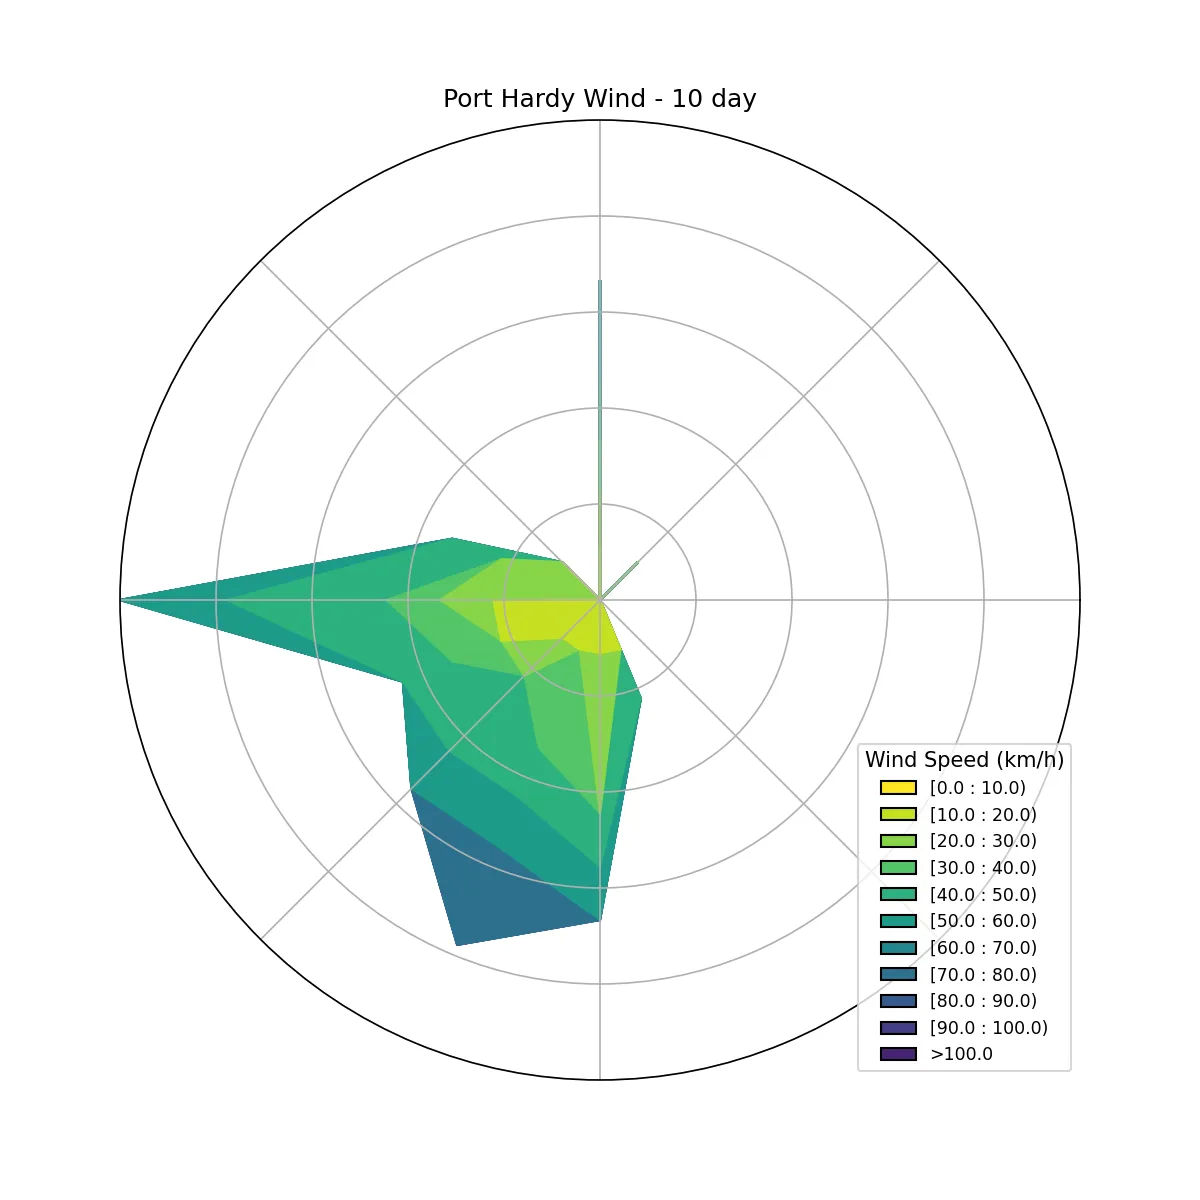 Port Hardy Wind - 10 day
Wind Speed (km/h)
[0.0 : 10.0)
[10.0 : 20.0)
[20.0 : 30.0)
[30.0 : 40.0)
[40.0 : 50.0)
[50.0 : 60.0)
[60.0 : 70.0)
[70.0 : 80.0)
[80.0 : 90.0)
[90.0 : 100.0)
>100.0